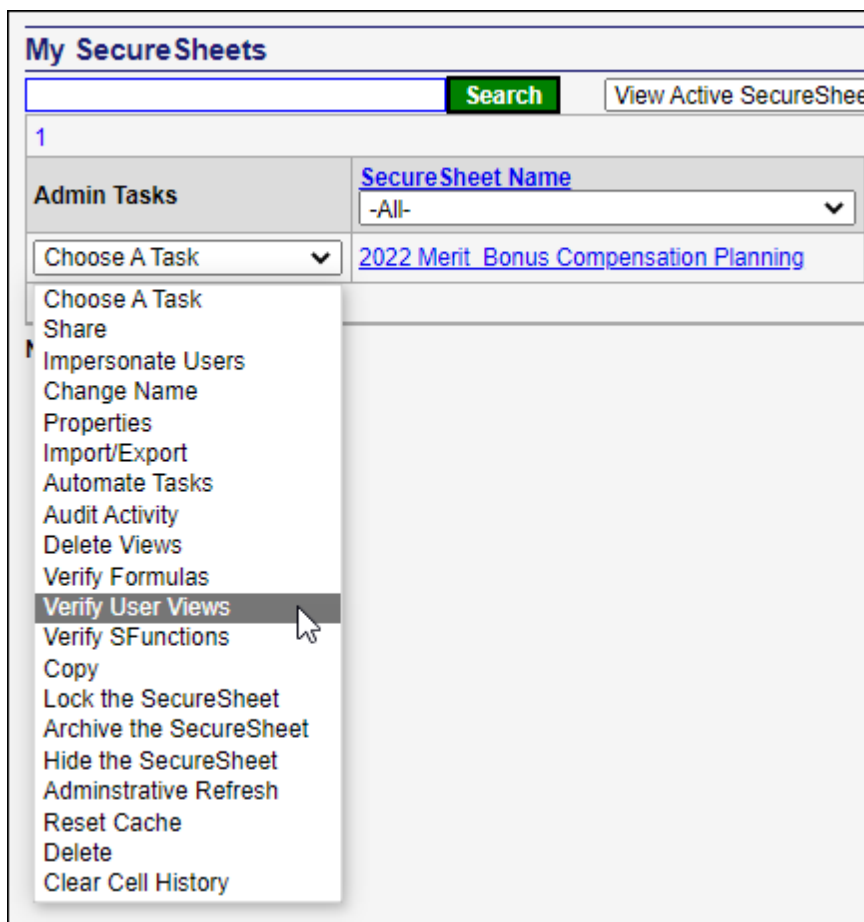 My SecureSheets
Search View Active SecureShee
1
Admin Tasks SecureSheet Name
-All-
Choose A Task 2022 Merit Bonus Compensation Planning
Choose A Task
Share
Impersonate Users
Change Name
Properties
Import/Export
Automate Tasks
Audit Activity
Delete Views
Verify Formulas
Verify User Views
Verify SFunctions
Copy
Lock the SecureSheet
Archive the SecureSheet
Hide the SecureSheet
Adminstrative Refresh
Reset Cache
Delete
Clear Cell History